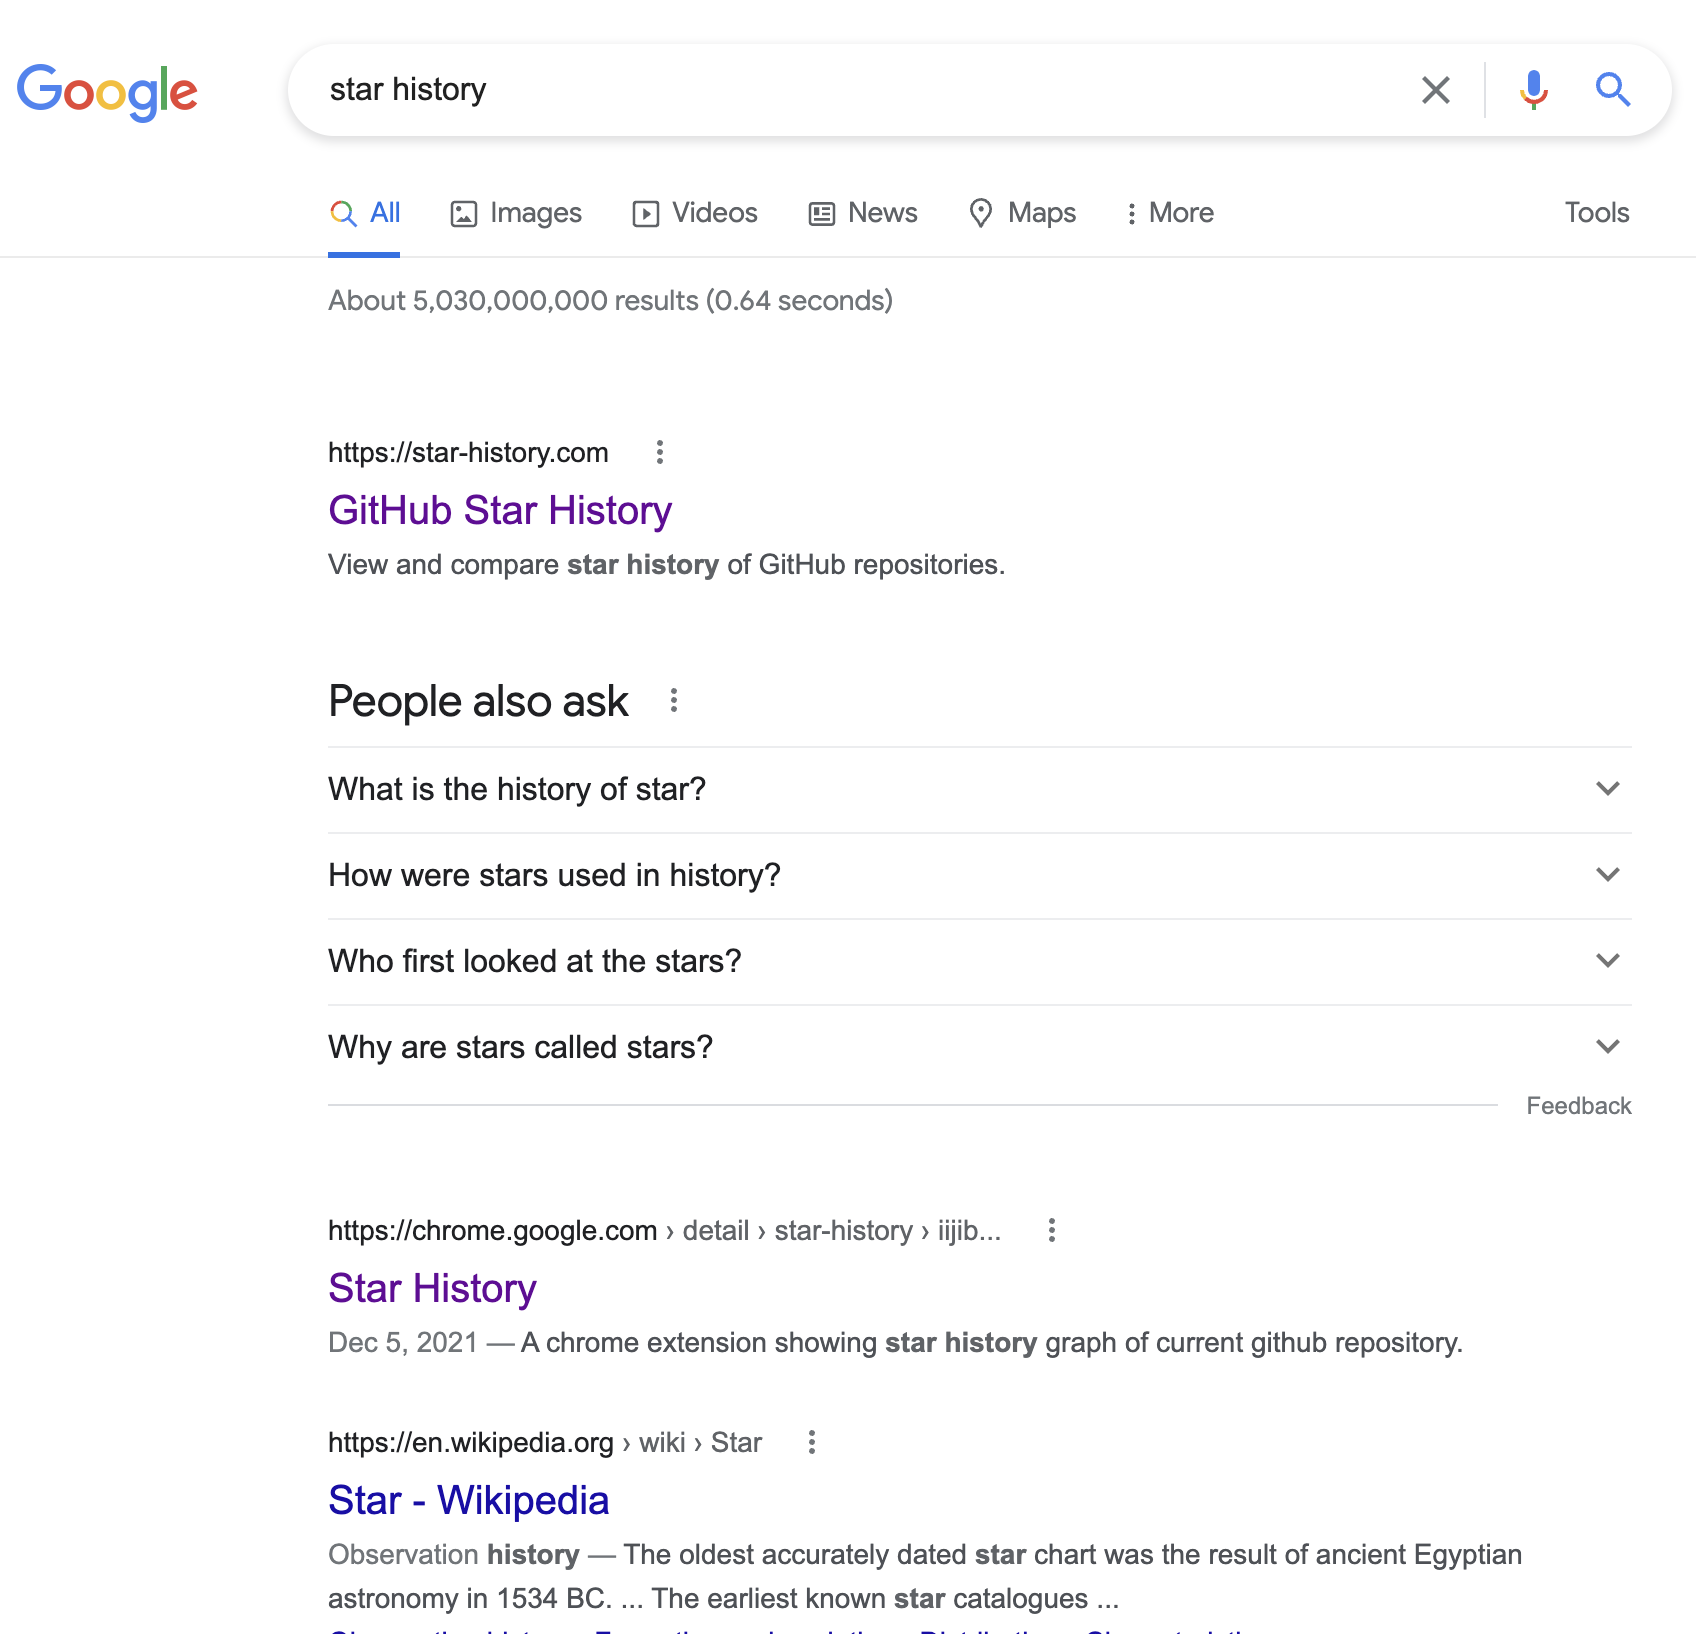 Google
star history
All Images Videos News Maps More Tools
About 5,030,000,000 results (0.64 seconds)
https://star-history.com
GitHub Star History
View and compare star history of GitHub repositories.
People also ask
What is the history of star?
How were stars used in history?
Who first looked at the stars?
Why are stars called stars?
Feedback
https://chrome.google.com › detail › star-history › iijib...
Star History
Dec 5, 2021 — A chrome extension showing star history graph of current github repository.
https://en.wikipedia.org › wiki › Star
Star - Wikipedia
Observation history — The oldest accurately dated star chart was the result of ancient Egyptian
astronomy in 1534 BC. ... The earliest known star catalogues ...